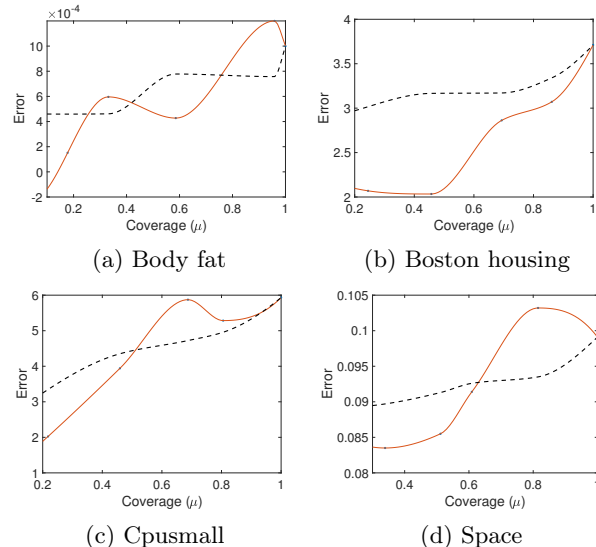 ×10⁻⁴
10
8
6
4
2
0
-2
Error
0.2 0.4 0.6 0.8 1
Coverage (μ)
(a) Body fat
4
3.5
3
2.5
2
Error
0.2 0.4 0.6 0.8 1
Coverage (μ)
(b) Boston housing
6
5
4
3
2
1
Error
0.2 0.4 0.6 0.8 1
Coverage (μ)
(c) Cpusmall
0.105
0.1
0.095
0.09
0.085
0.08
Error
0.4 0.6 0.8 1
Coverage (μ)
(d) Space